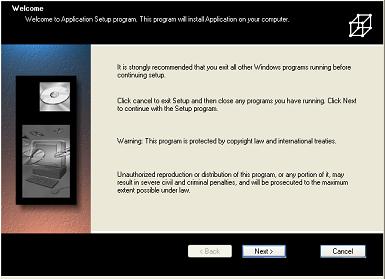 Welcome
Welcome to Application Setup program. This program will install Application on your computer.
It is strongly recommended that you exit all other Windows programs running before
continuing setup.
Click cancel to exit Setup and then close any programs you have running. Click Next
to continue with the Setup program.
Warning: This program is protected by copyright law and international treaties.
Unauthorized reproduction or distribution of this program, or any portion of it, may
result in severe civil and criminal penalties, and will be prosecuted to the maximum
extent possible under law.
< Back
Next >
Cancel